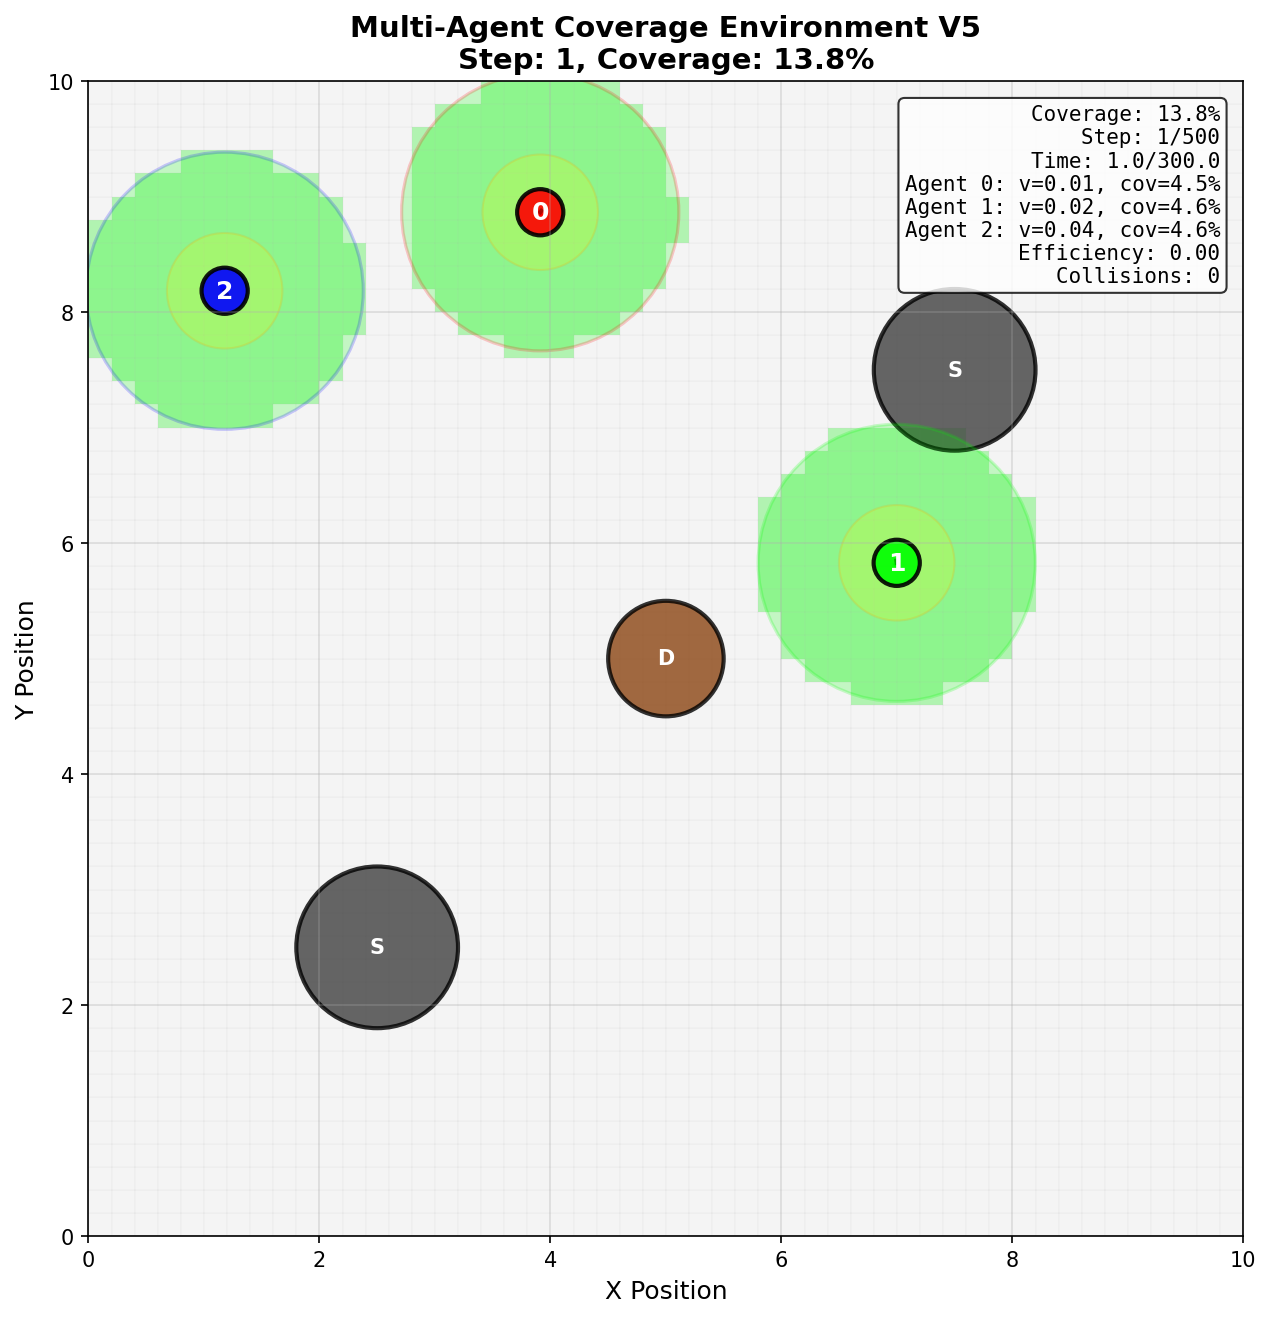 Multi-Agent Coverage Environment V5
Step: 1, Coverage: 13.8%
Coverage: 13.8%
Step: 1/500
Time: 1.0/300.0
Agent 0: v=0.01, cov=4.5%
Agent 1: v=0.02, cov=4.6%
Agent 2: v=0.04, cov=4.6%
Efficiency: 0.00
Collisions: 0
10
8
6
4
2
0
Y Position
0
2
S
1
D
S
0 2 4 6 8 10
X Position